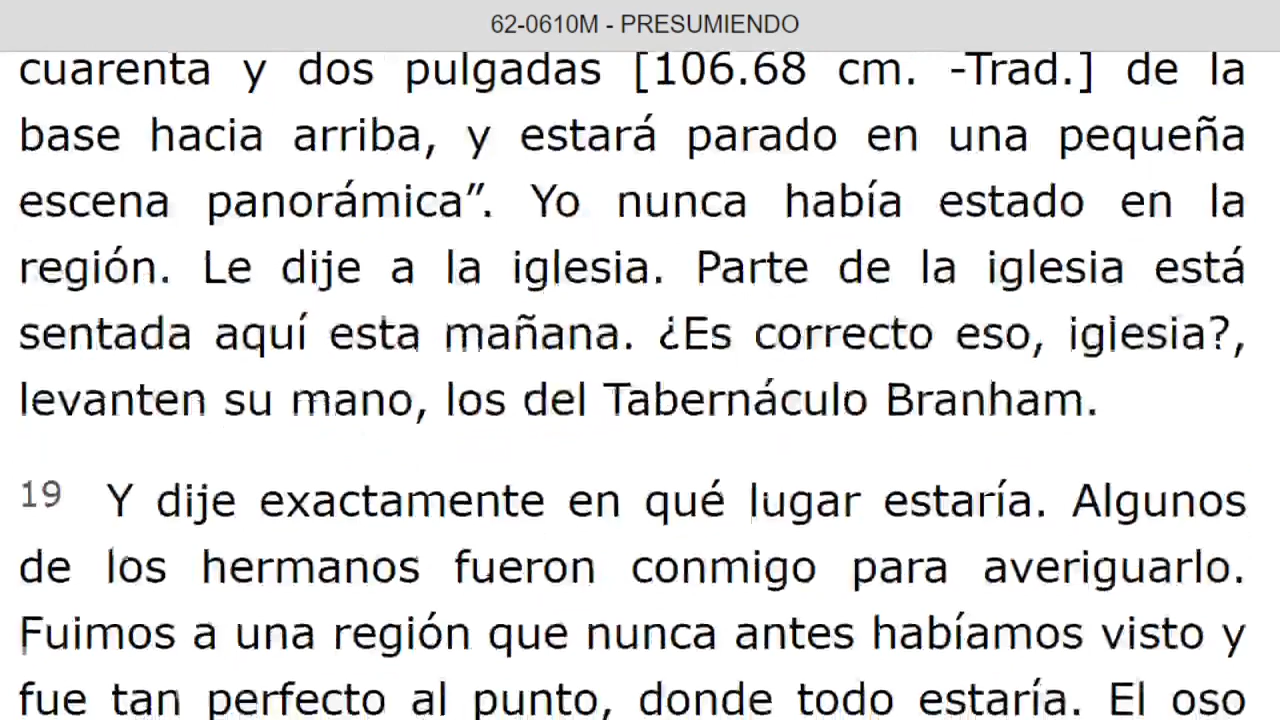 62-0610M - PRESUMIENDO
cuarenta y dos pulgadas [106.68 cm. -Trad.] de la
base hacia arriba, y estará parado en una pequeña
escena panorámica”. Yo nunca había estado en la
región. Le dije a la iglesia. Parte de la iglesia está
sentada aquí esta mañana. ¿Es correcto eso, iglesia?,
levanten su mano, los del Tabernáculo Branham.
19 Y dije exactamente en qué lugar estaría. Algunos
de los hermanos fueron conmigo para averiguarlo.
Fuimos a una región que nunca antes habíamos visto y
fue tan perfecto al punto, donde todo estaría. El oso